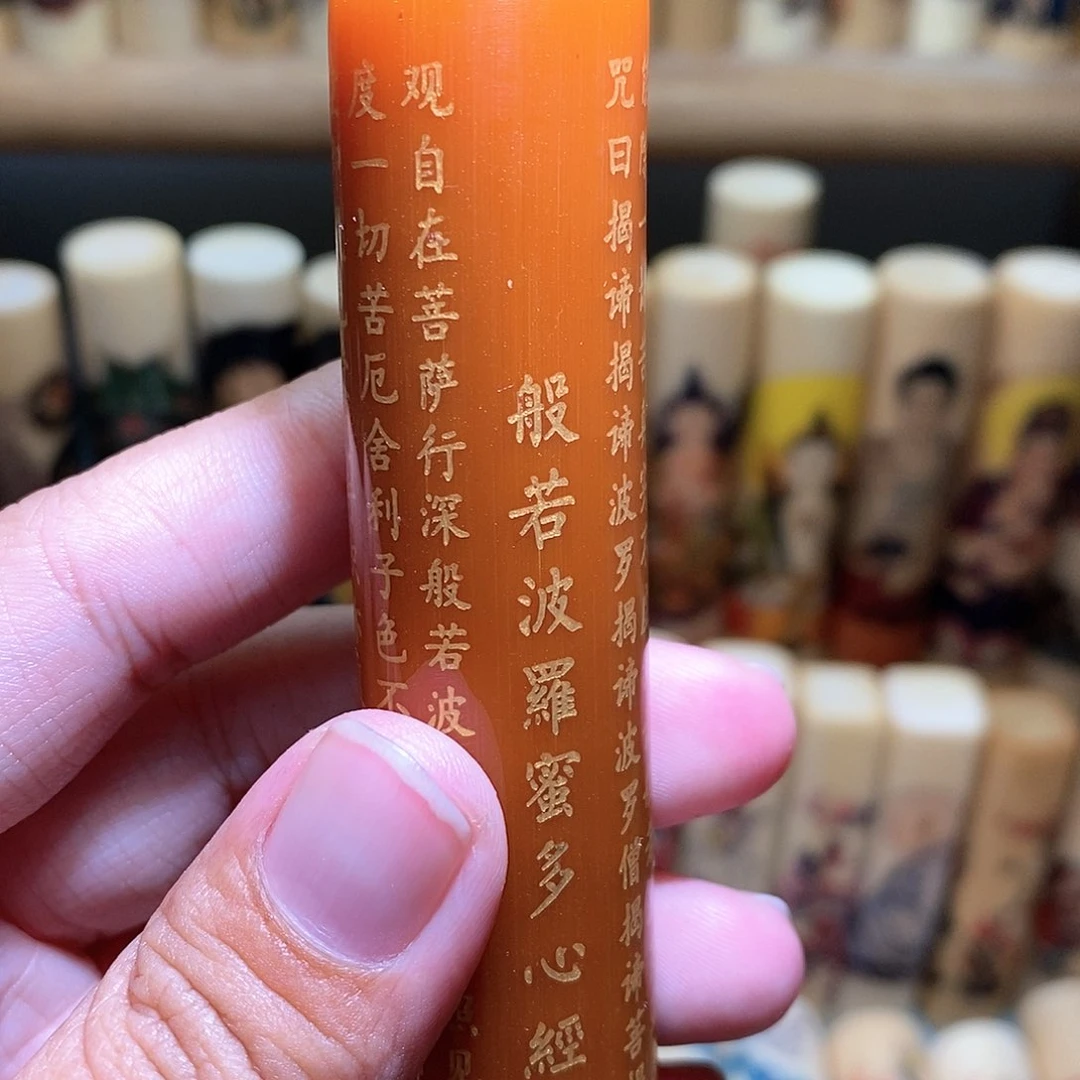 般若波羅蜜多心經
观自在菩萨行深般若波
照见
度一切苦厄舍利子色不
咒曰揭谛揭谛波罗揭谛波罗僧揭谛菩